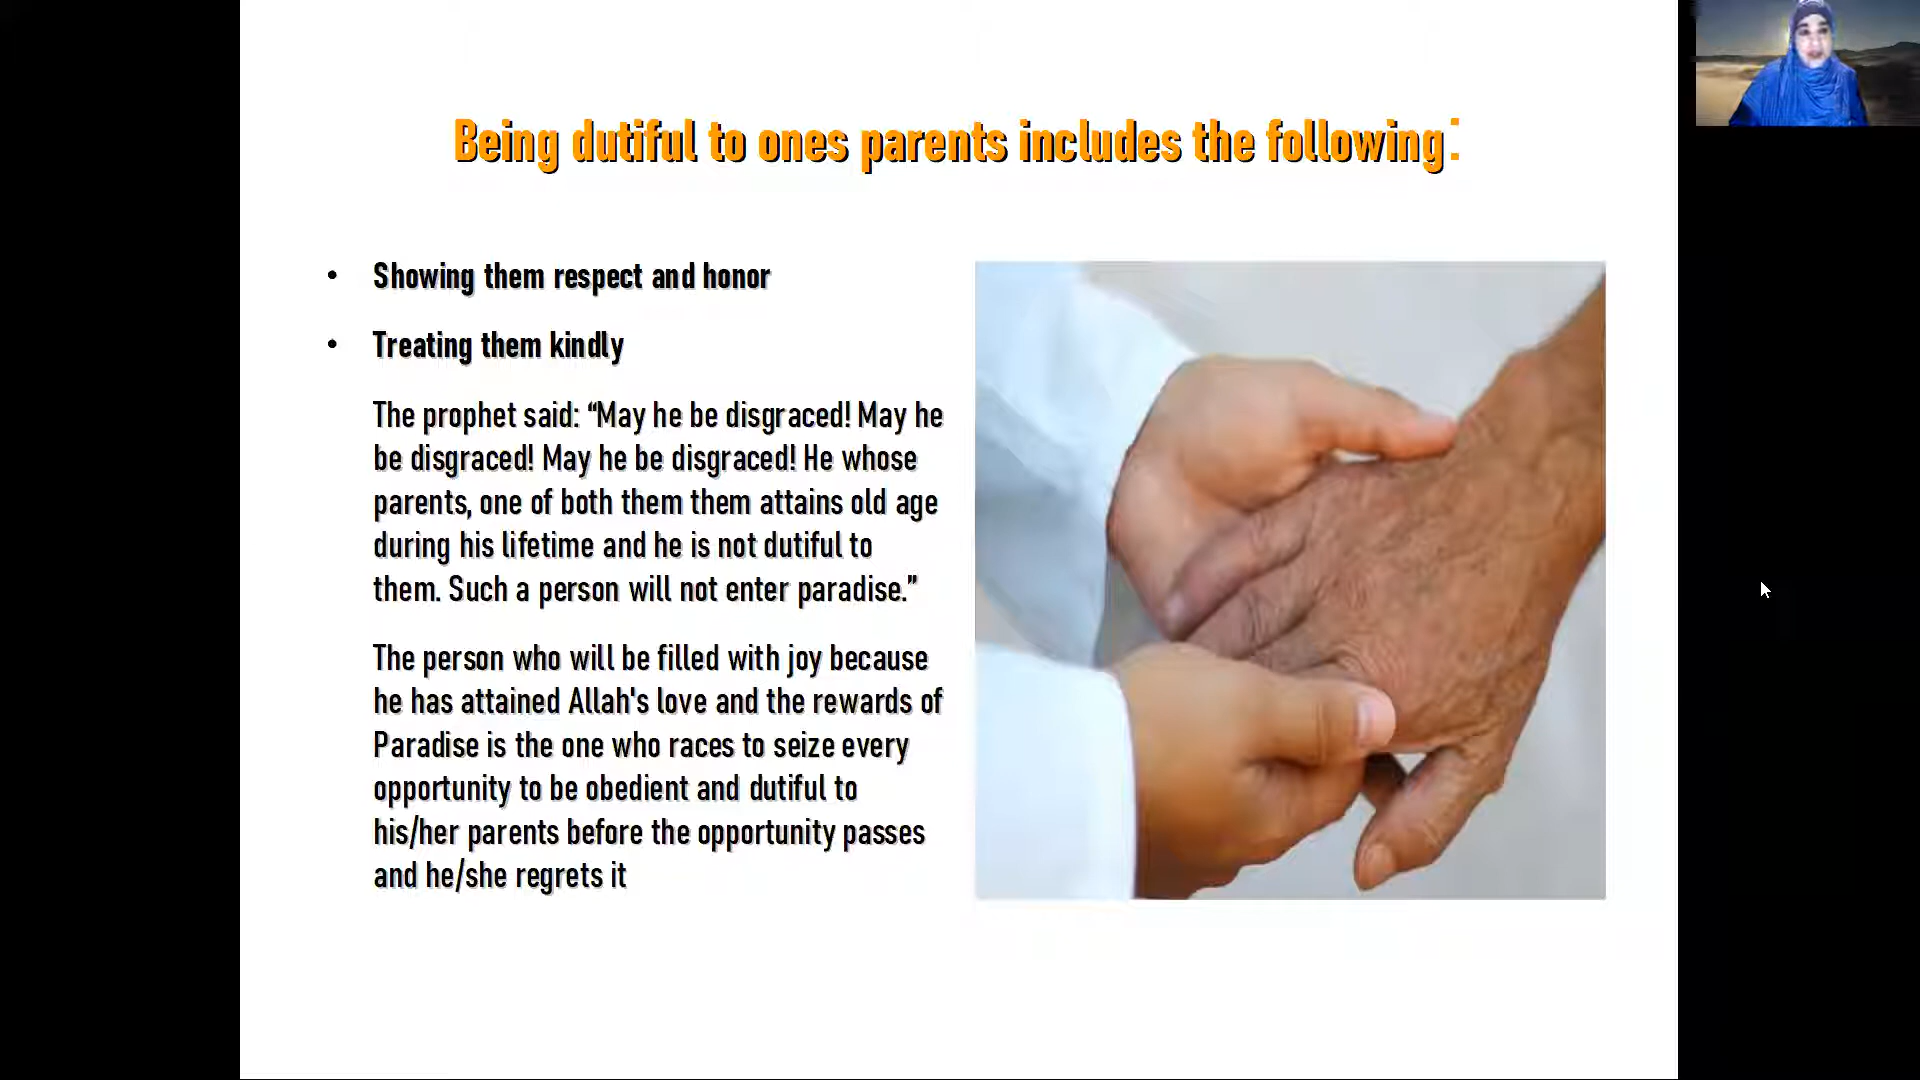 Being dutiful to ones parents includes the following:
• Showing them respect and honor
• Treating them kindly
The prophet said: “May he be disgraced! May he
be disgraced! May he be disgraced! He whose
parents, one of both them them attains old age
during his lifetime and he is not dutiful to
them. Such a person will not enter paradise.”
The person who will be filled with joy because
he has attained Allah's love and the rewards of
Paradise is the one who races to seize every
opportunity to be obedient and dutiful to
his/her parents before the opportunity passes
and he/she regrets it